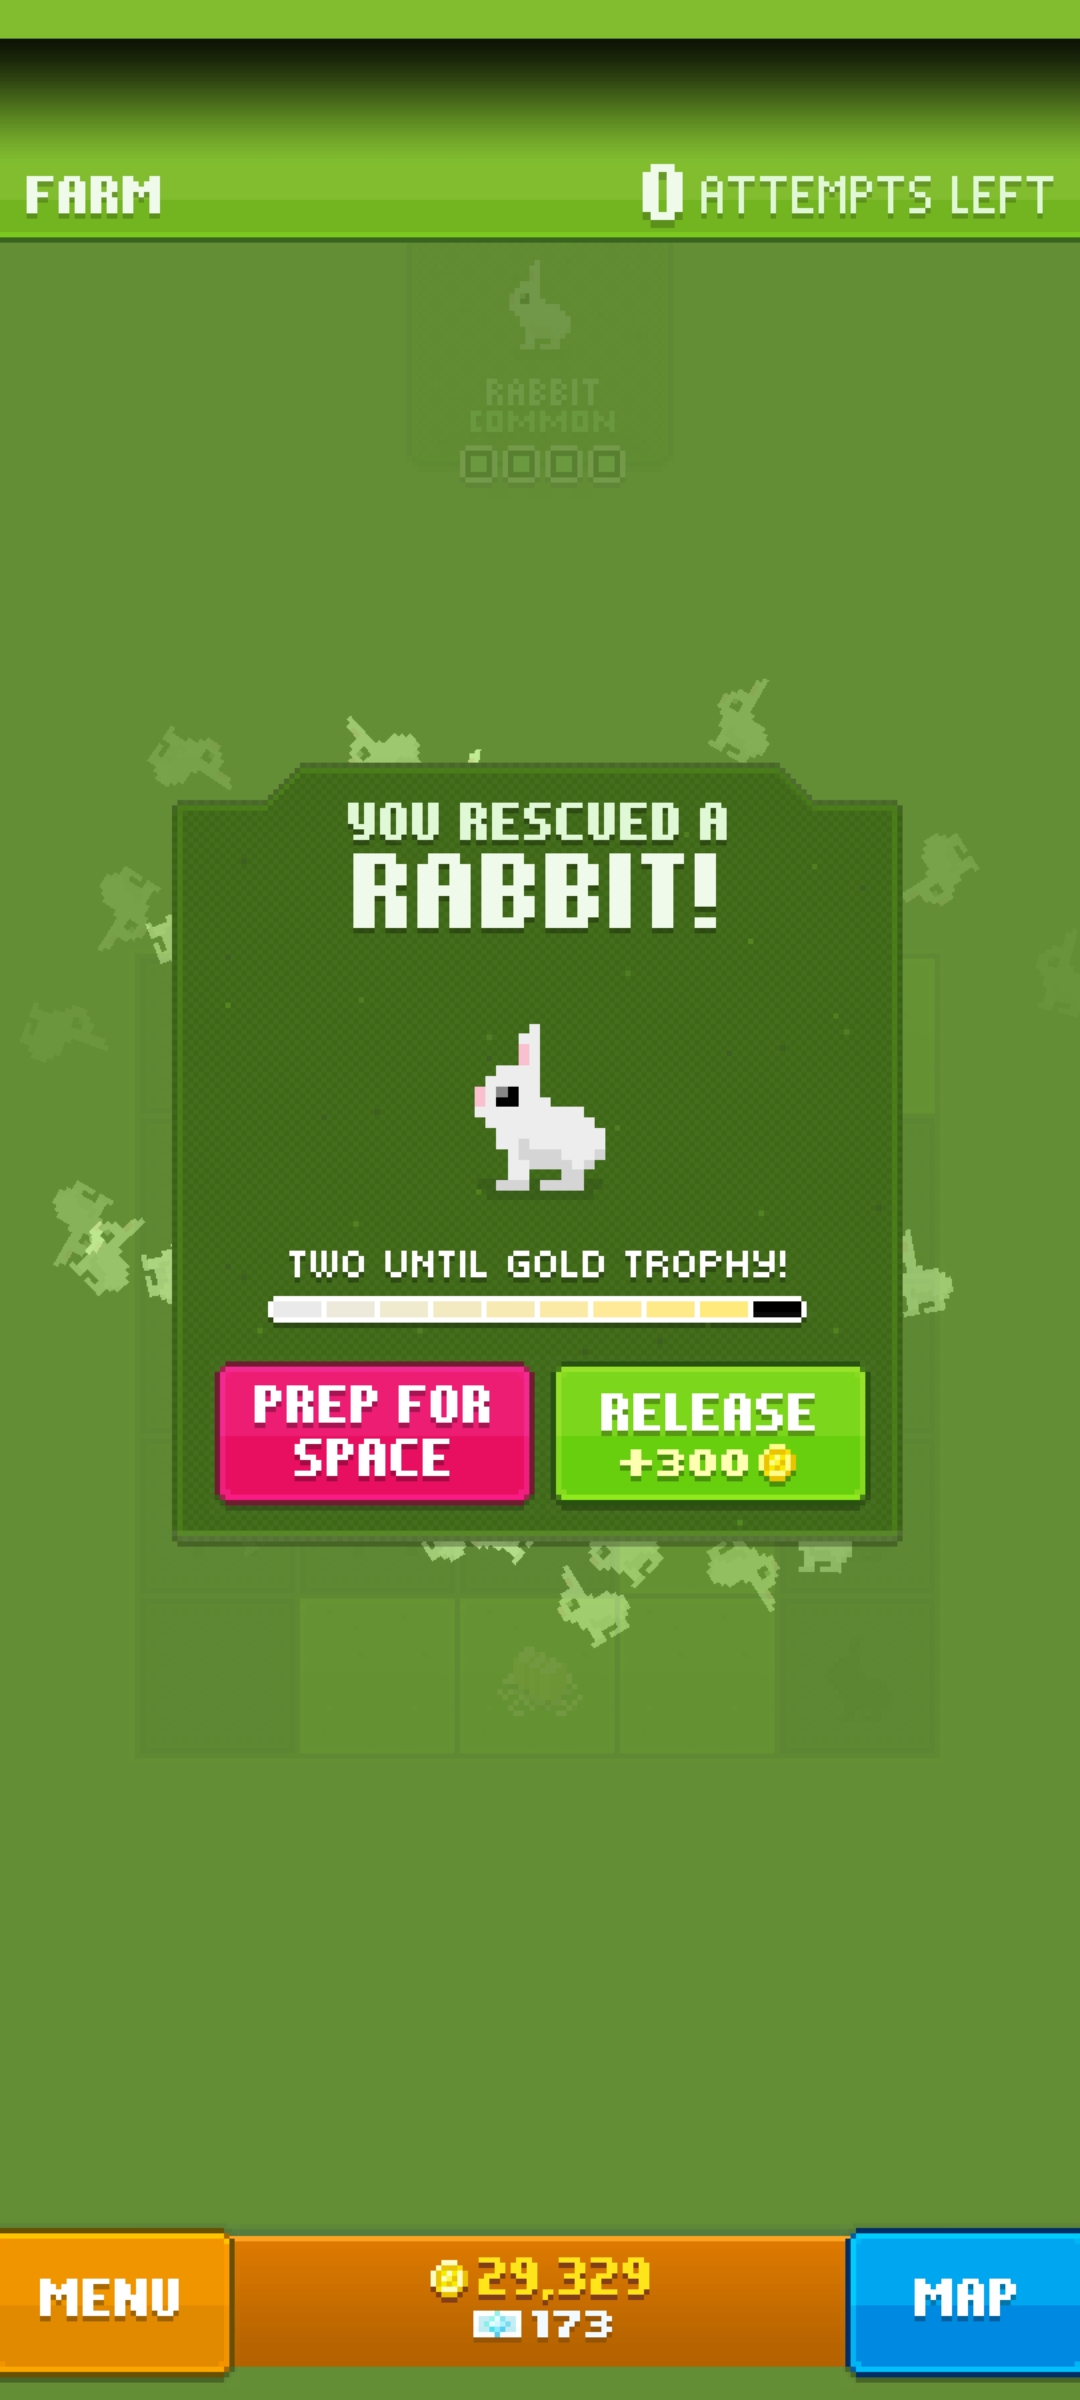 FARM
0 ATTEMPTS LEFT
RABBIT
COMMON
YOU RESCUED A
RABBIT!
TWO UNTIL GOLD TROPHY!
PREP FOR
SPACE
RELEASE
+300
MENU
29,329
173
MAP